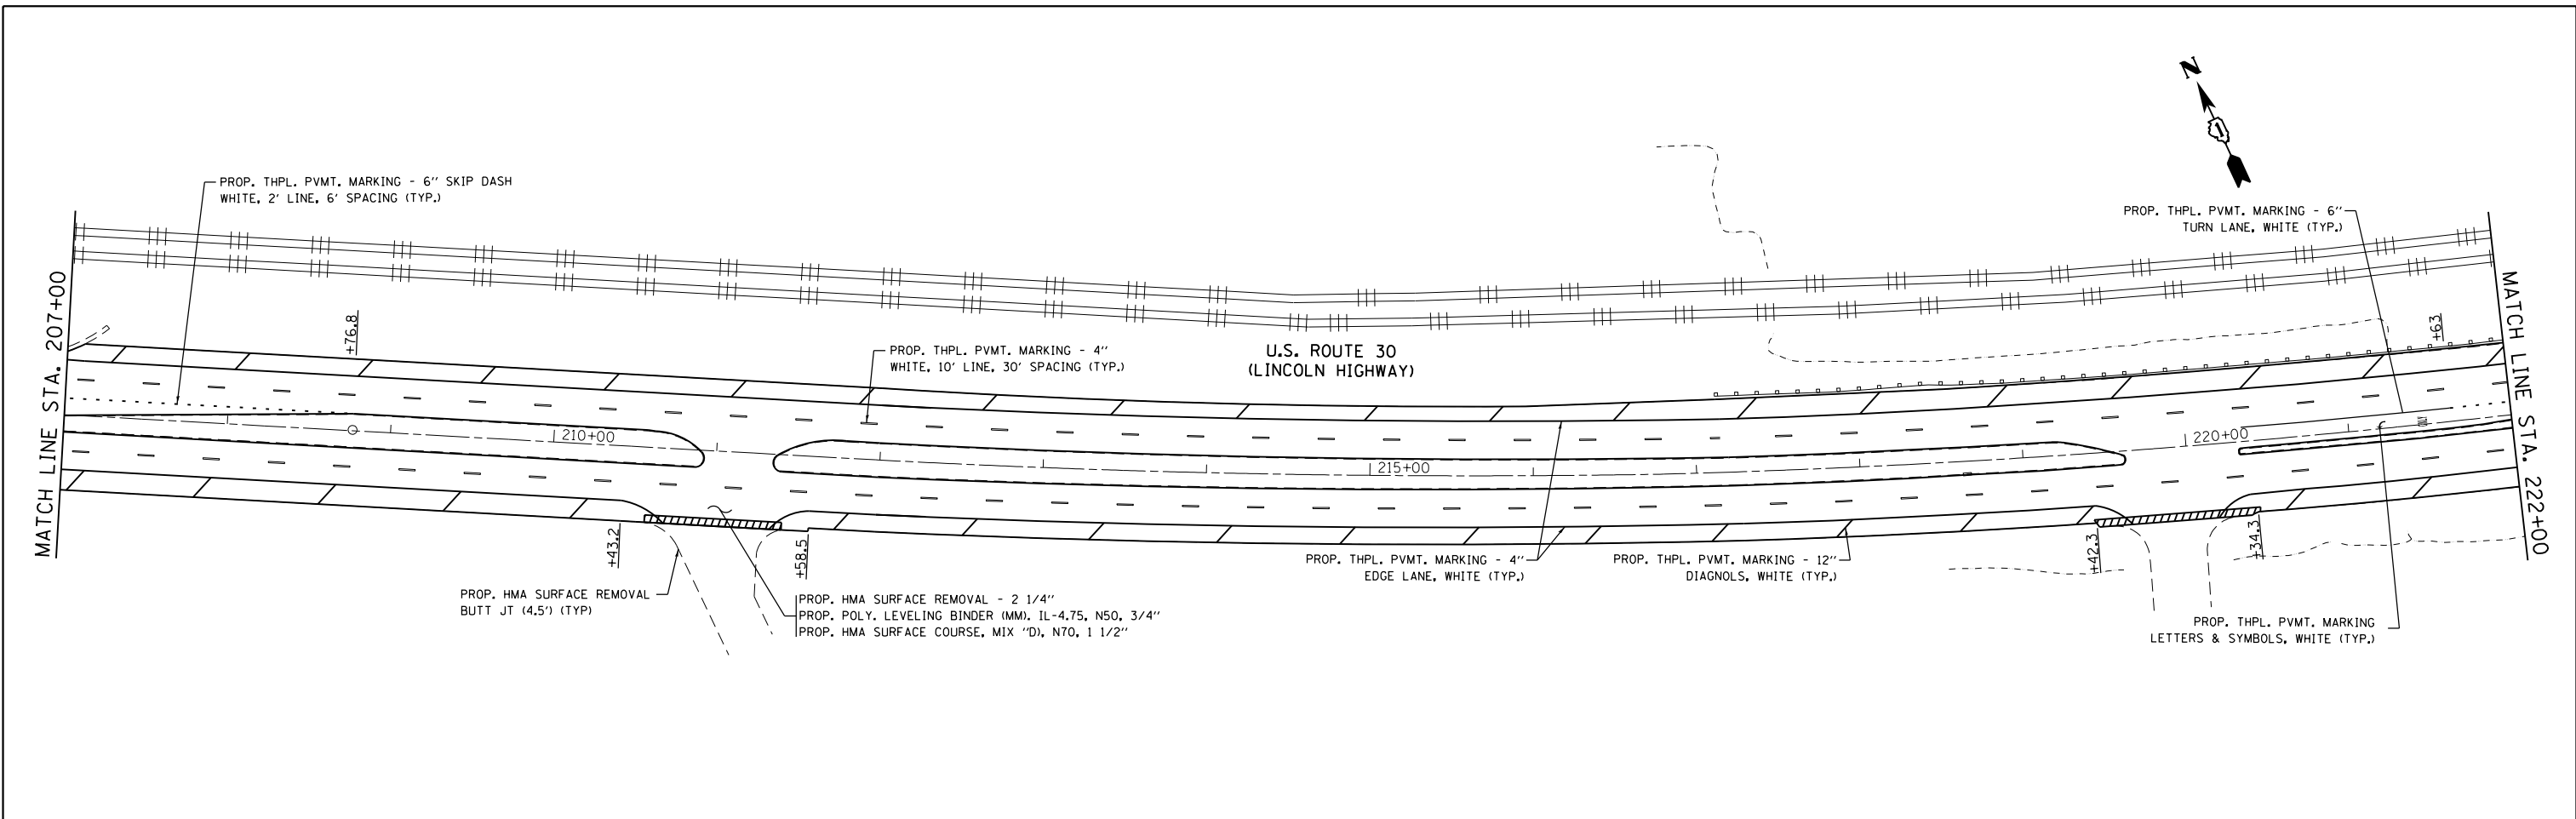 N
1
PROP. THPL. PVMT. MARKING - 6" SKIP DASH
WHITE, 2' LINE, 6' SPACING (TYP.)
PROP. THPL. PVMT. MARKING - 6"
TURN LANE, WHITE (TYP.)
MATCH LINE STA. 207+00
+76.8
PROP. THPL. PVMT. MARKING - 4"
WHITE, 10' LINE, 30' SPACING (TYP.)
U.S. ROUTE 30
(LINCOLN HIGHWAY)
+63
MATCH LINE STA. 222+00
210+00
215+00
220+00
+43.2
+58.5
+42.3
+34.3
PROP. THPL. PVMT. MARKING - 4"
EDGE LANE, WHITE (TYP.)
PROP. THPL. PVMT. MARKING - 12"
DIAGNOLS, WHITE (TYP.)
PROP. HMA SURFACE REMOVAL
BUTT JT (4.5') (TYP)
PROP. HMA SURFACE REMOVAL - 2 1/4"
PROP. POLY. LEVELING BINDER (MM). IL-4.75, N50, 3/4"
PROP. HMA SURFACE COURSE, MIX "D), N70, 1 1/2"
PROP. THPL. PVMT. MARKING
LETTERS & SYMBOLS, WHITE (TYP.)